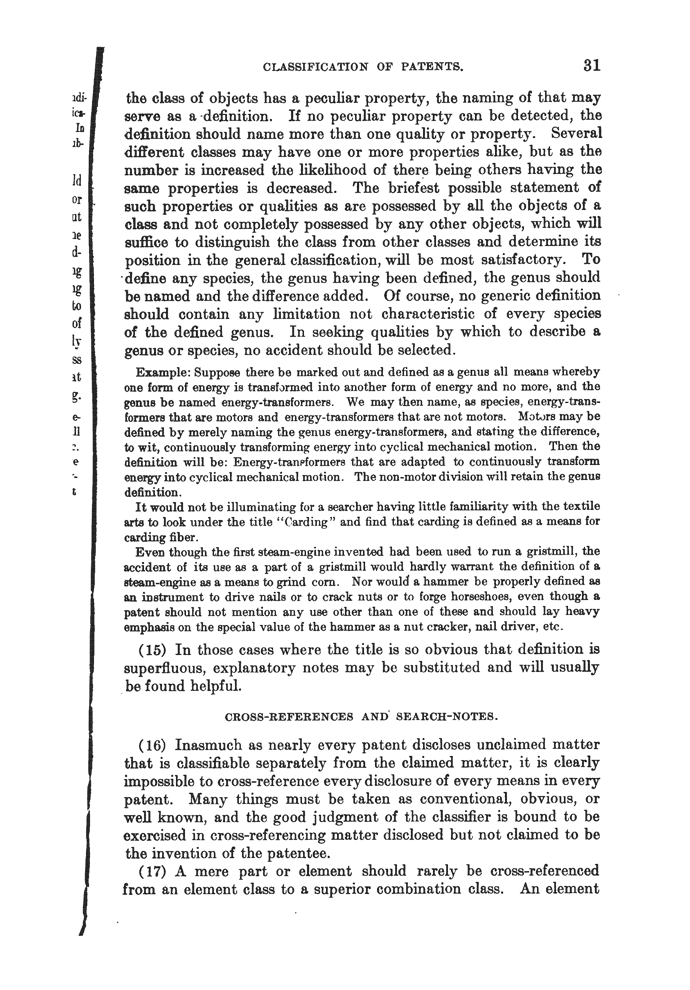 CLASSIFICATION OF PATENTS. 31
the class of objects has a peculiar property, the naming of that may
serve as a definition. If no peculiar property can be detected, the
definition should name more than one quality or property. Several
different classes may have one or more properties alike, but as the
number is increased the likelihood of there being others having the
same properties is decreased. The briefest possible statement of
such properties or qualities as are possessed by all the objects of a
class and not completely possessed by any other objects, which will
suffice to distinguish the class from other classes and determine its
position in the general classification, will be most satisfactory. To
define any species, the genus having been defined, the genus should
be named and the difference added. Of course, no generic definition
should contain any limitation not characteristic of every species
of the defined genus. In seeking qualities by which to describe a
genus or species, no accident should be selected.
Example: Suppose there be marked out and defined as a genus all means whereby
one form of energy is transformed into another form of energy and no more, and the
genus be named energy-transformers. We may then name, as species, energy-trans-
formers that are motors and energy-transformers that are not motors. Motors may be
defined by merely naming the genus energy-transformers, and stating the difference,
to wit, continuously transforming energy into cyclical mechanical motion. Then the
definition will be: Energy-transformers that are adapted to continuously transform
energy into cyclical mechanical motion. The non-motor division will retain the genus
definition.
It would not be illuminating for a searcher having little familiarity with the textile
arts to look under the title "Carding" and find that carding is defined as a means for
carding fiber.
Even though the first steam-engine invented had been used to run a gristmill, the
accident of its use as a part of a gristmill would hardly warrant the definition of a
steam-engine as a means to grind corn. Nor would a hammer be properly defined as
an instrument to drive nails or to crack nuts or to forge horseshoes, even though a
patent should not mention any use other than one of these and should lay heavy
emphasis on the special value of the hammer as a nut cracker, nail driver, etc.
(15) In those cases where the title is so obvious that definition is
superfluous, explanatory notes may be substituted and will usually
be found helpful.
CROSS-REFERENCES AND SEARCH-NOTES.
(16) Inasmuch as nearly every patent discloses unclaimed matter
that is classifiable separately from the claimed matter, it is clearly
impossible to cross-reference every disclosure of every means in every
patent. Many things must be taken as conventional, obvious, or
well known, and the good judgment of the classifier is bound to be
exercised in cross-referencing matter disclosed but not claimed to be
the invention of the patentee.
(17) A mere part or element should rarely be cross-referenced
from an element class to a superior combination class. An element